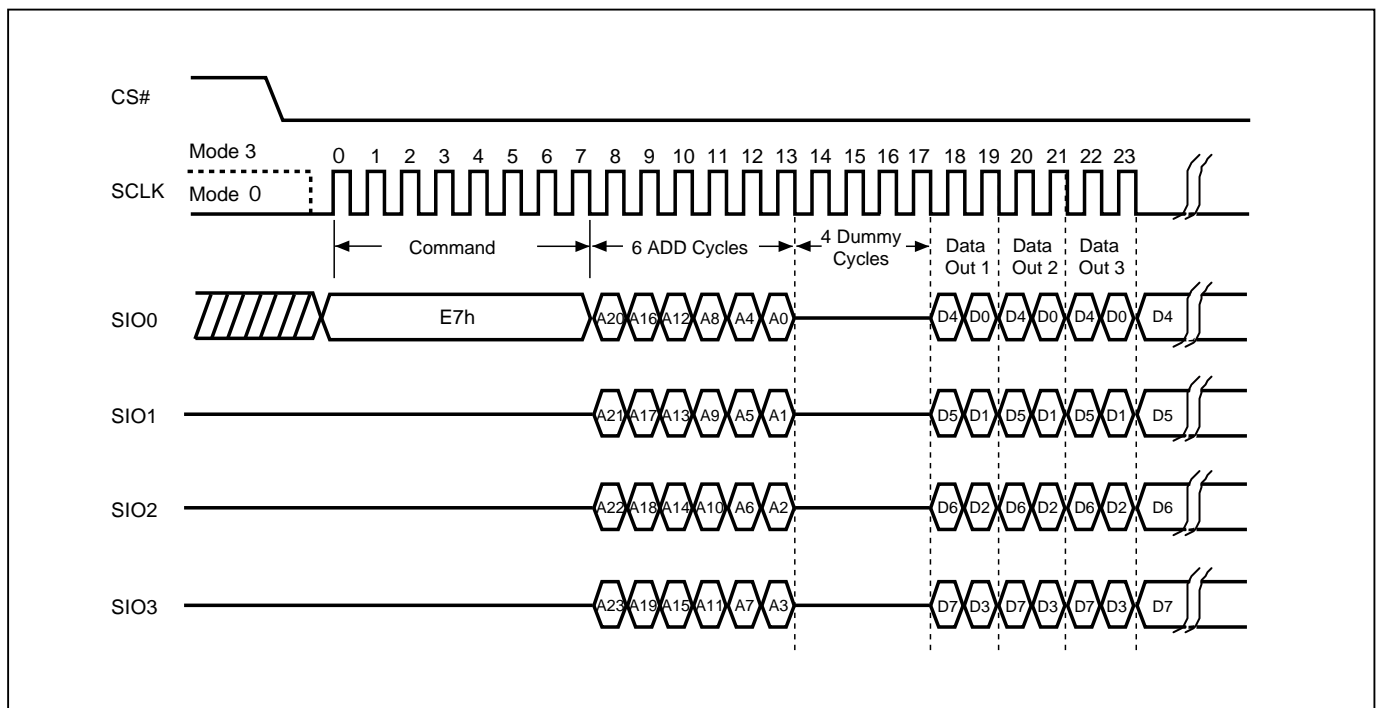 CS#
Mode 3
SCLK
Mode 0
0 1 2 3 4 5 6 7 8 9 10 11 12 13 14 15 16 17 18 19 20 21 22 23
Command
6 ADD Cycles
4 Dummy
Cycles
Data
Out 1
Data
Out 2
Data
Out 3
SIO0
E7h
A20 A16 A12 A8 A4 A0
D4 D0 D4 D0 D4 D0 D4
SIO1
A21 A17 A13 A9 A5 A1
D5 D1 D5 D1 D5 D1 D5
SIO2
A22 A18 A14 A10 A6 A2
D6 D2 D6 D2 D6 D2 D6
SIO3
A23 A19 A15 A11 A7 A3
D7 D3 D7 D3 D7 D3 D7